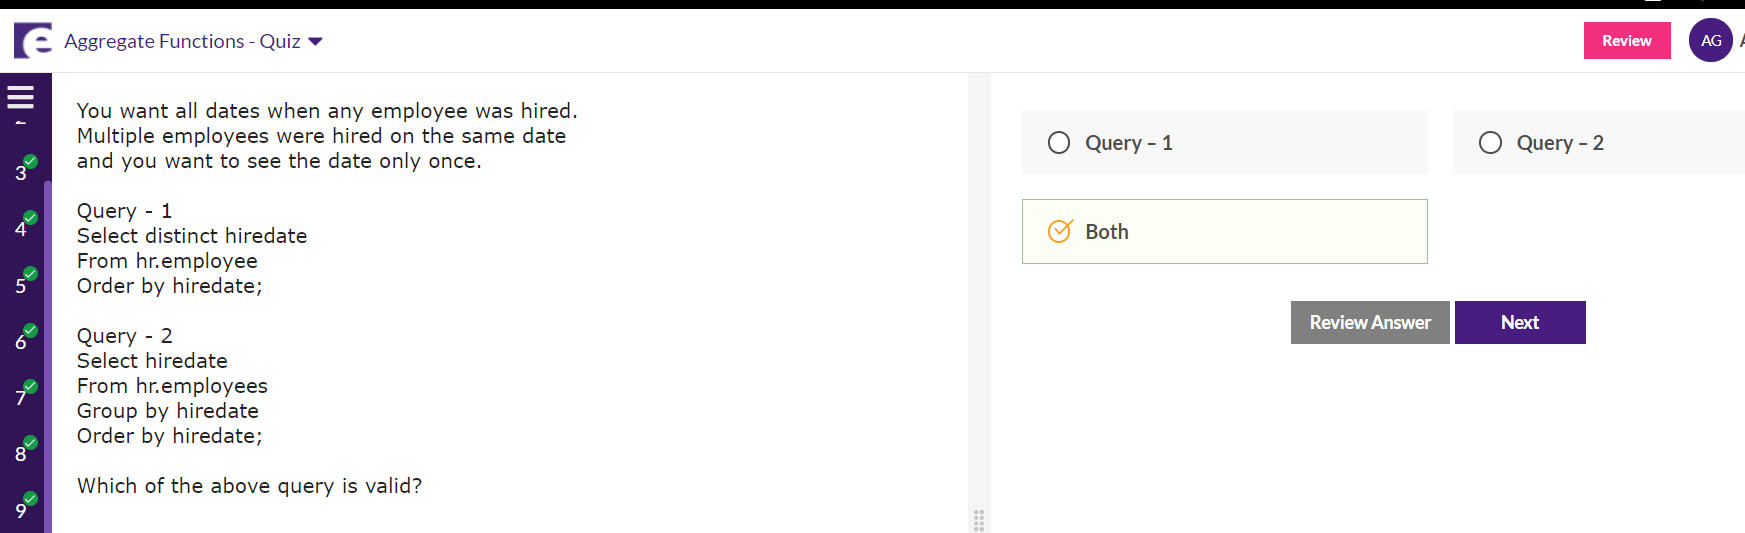 Aggregate Functions - Quiz
Review
AG
You want all dates when any employee was hired.
Multiple employees were hired on the same date
and you want to see the date only once.
Query - 1
Select distinct hiredate
From hr.employee
Order by hiredate;
Query - 2
Select hiredate
From hr.employees
Group by hiredate
Order by hiredate;
Which of the above query is valid?
3
4
5
6
7
8
9
Query – 1
Query – 2
Both
Review Answer
Next